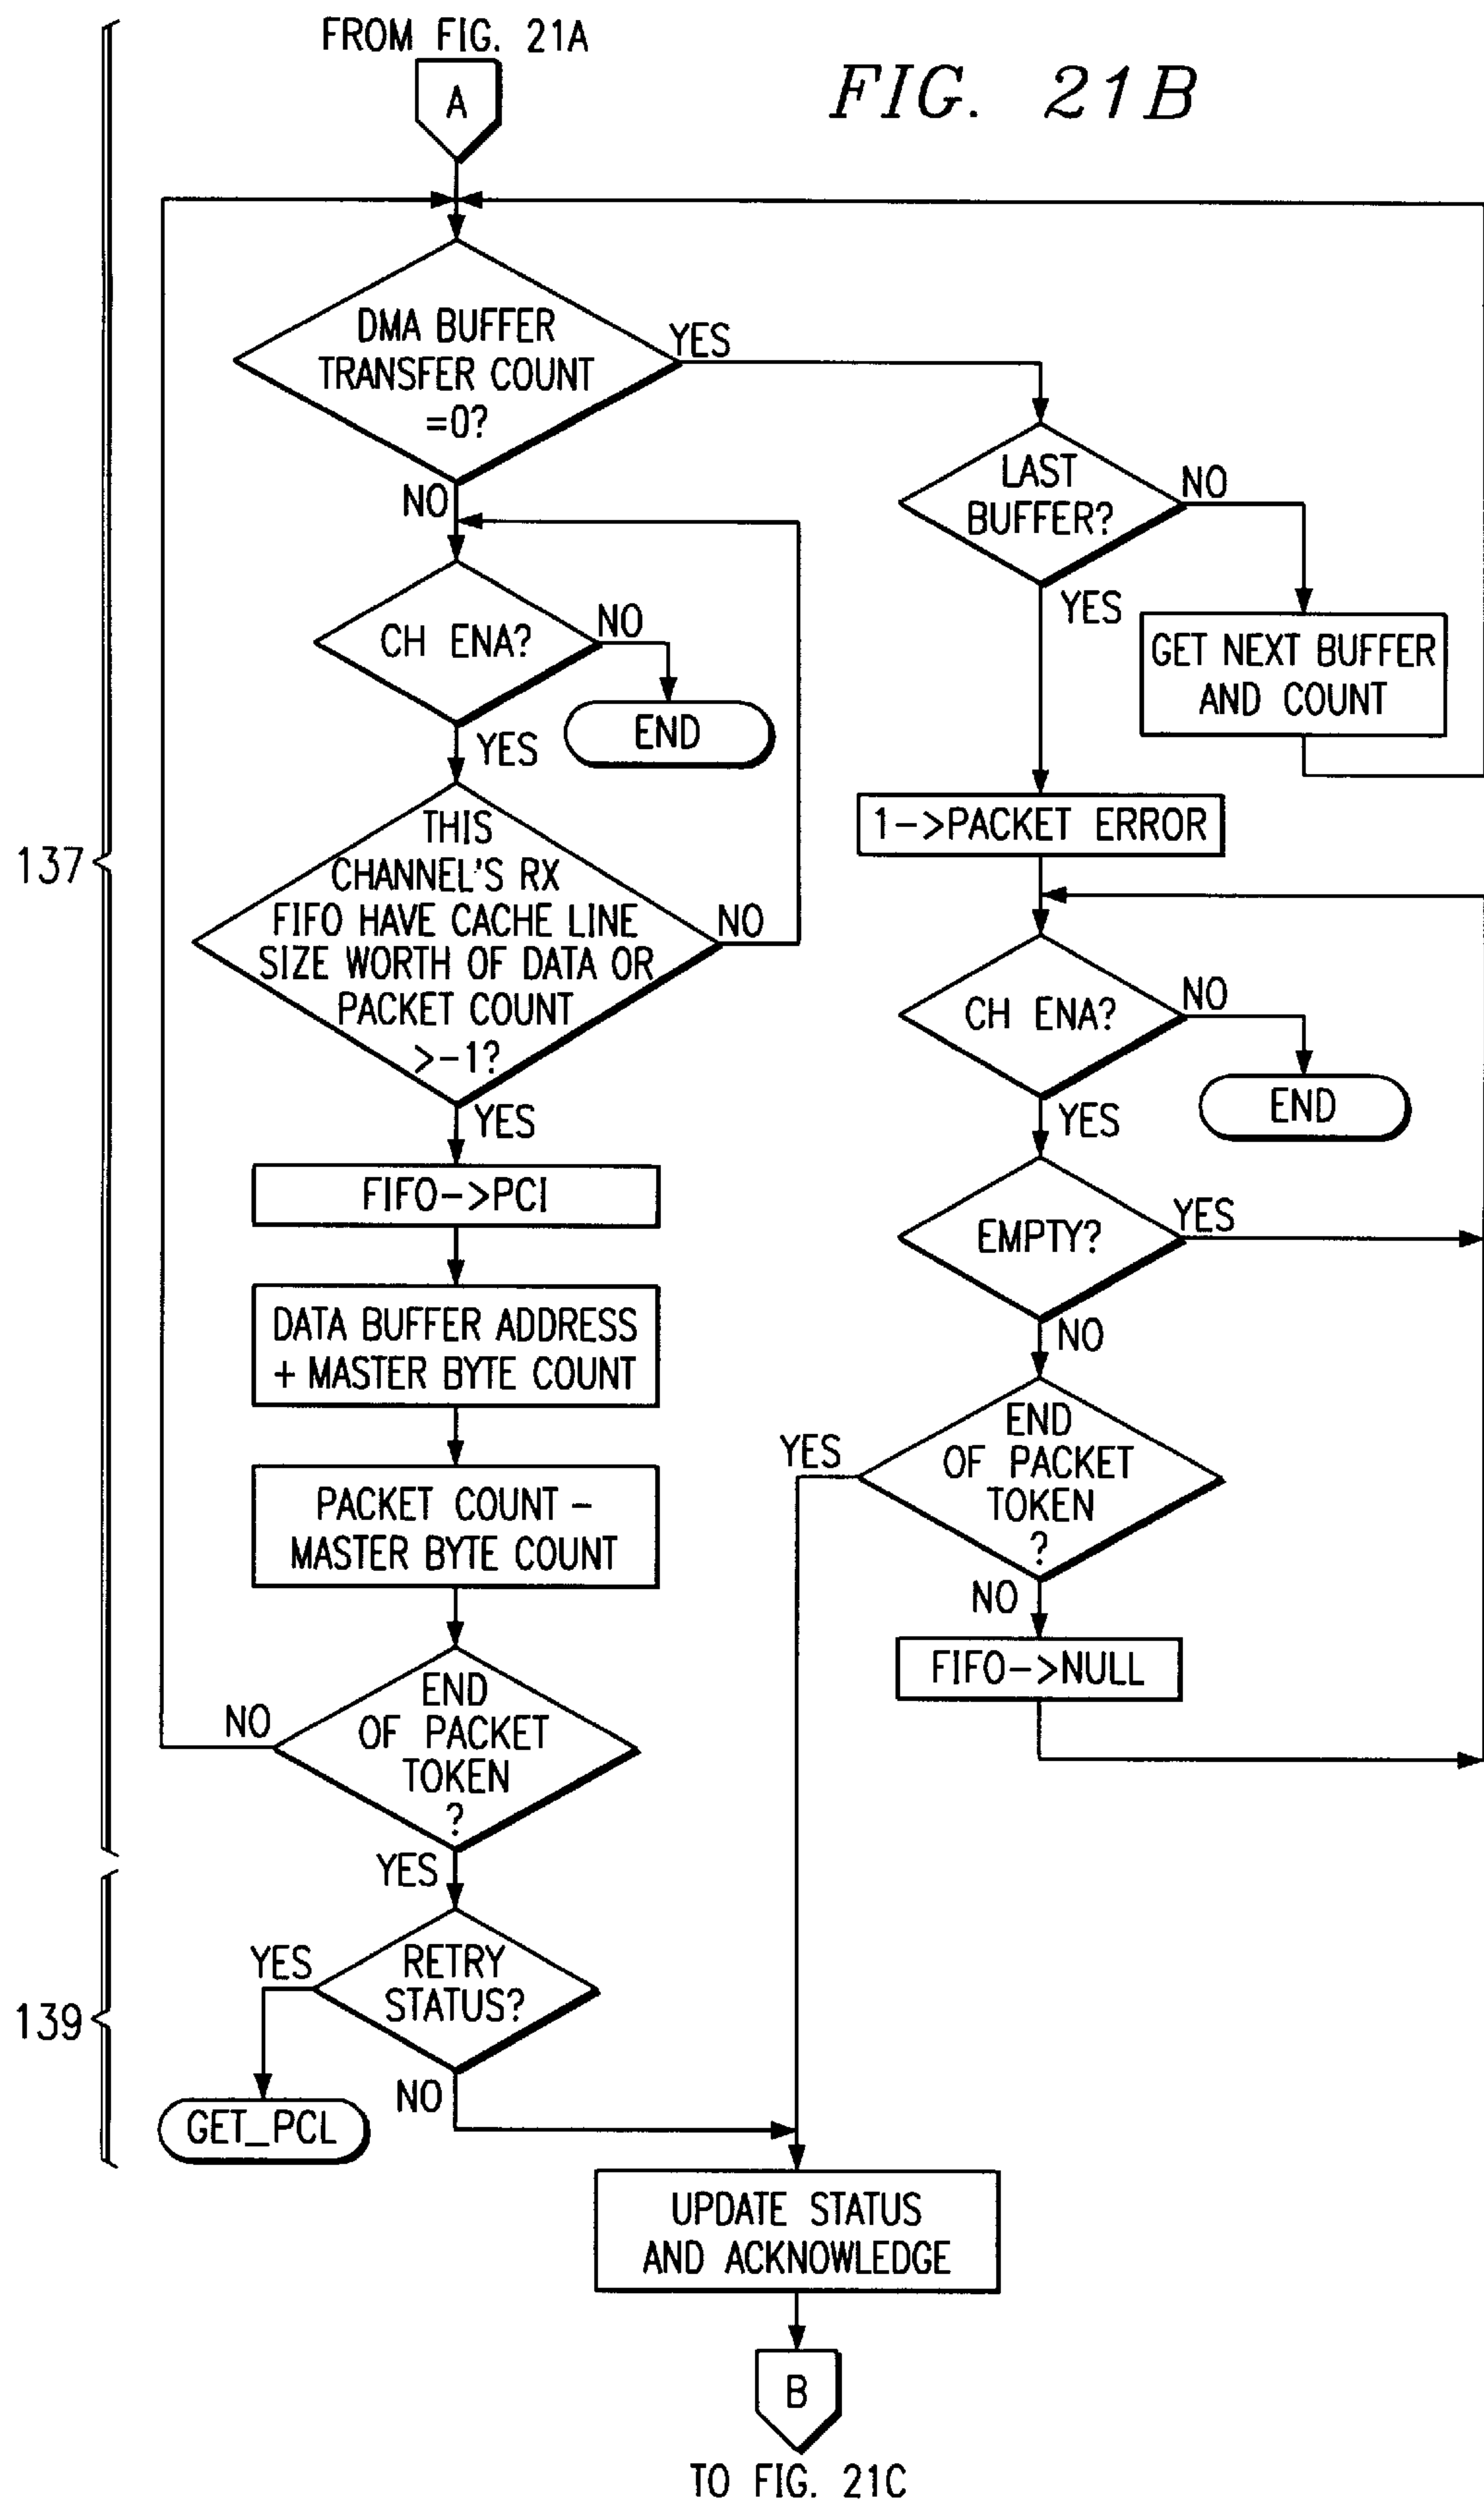 FROM FIG. 21A
FIG. 21B
A
DMA BUFFER
TRANSFER COUNT
=0?
YES
NO
LAST
BUFFER?
NO
YES
GET NEXT BUFFER
AND COUNT
CH ENA?
NO
END
YES
1->PACKET ERROR
THIS
CHANNEL'S RX
FIFO HAVE CACHE LINE
SIZE WORTH OF DATA OR
PACKET COUNT
>-1?
NO
YES
137
CH ENA?
NO
END
YES
FIFO->PCI
EMPTY?
YES
NO
DATA BUFFER ADDRESS
+ MASTER BYTE COUNT
END
OF PACKET
TOKEN
?
YES
NO
PACKET COUNT-
MASTER BYTE COUNT
FIFO->NULL
END
OF PACKET
TOKEN
?
NO
YES
RETRY
STATUS?
YES
NO
139
GET_PCL
UPDATE STATUS
AND ACKNOWLEDGE
B
TO FIG. 21C